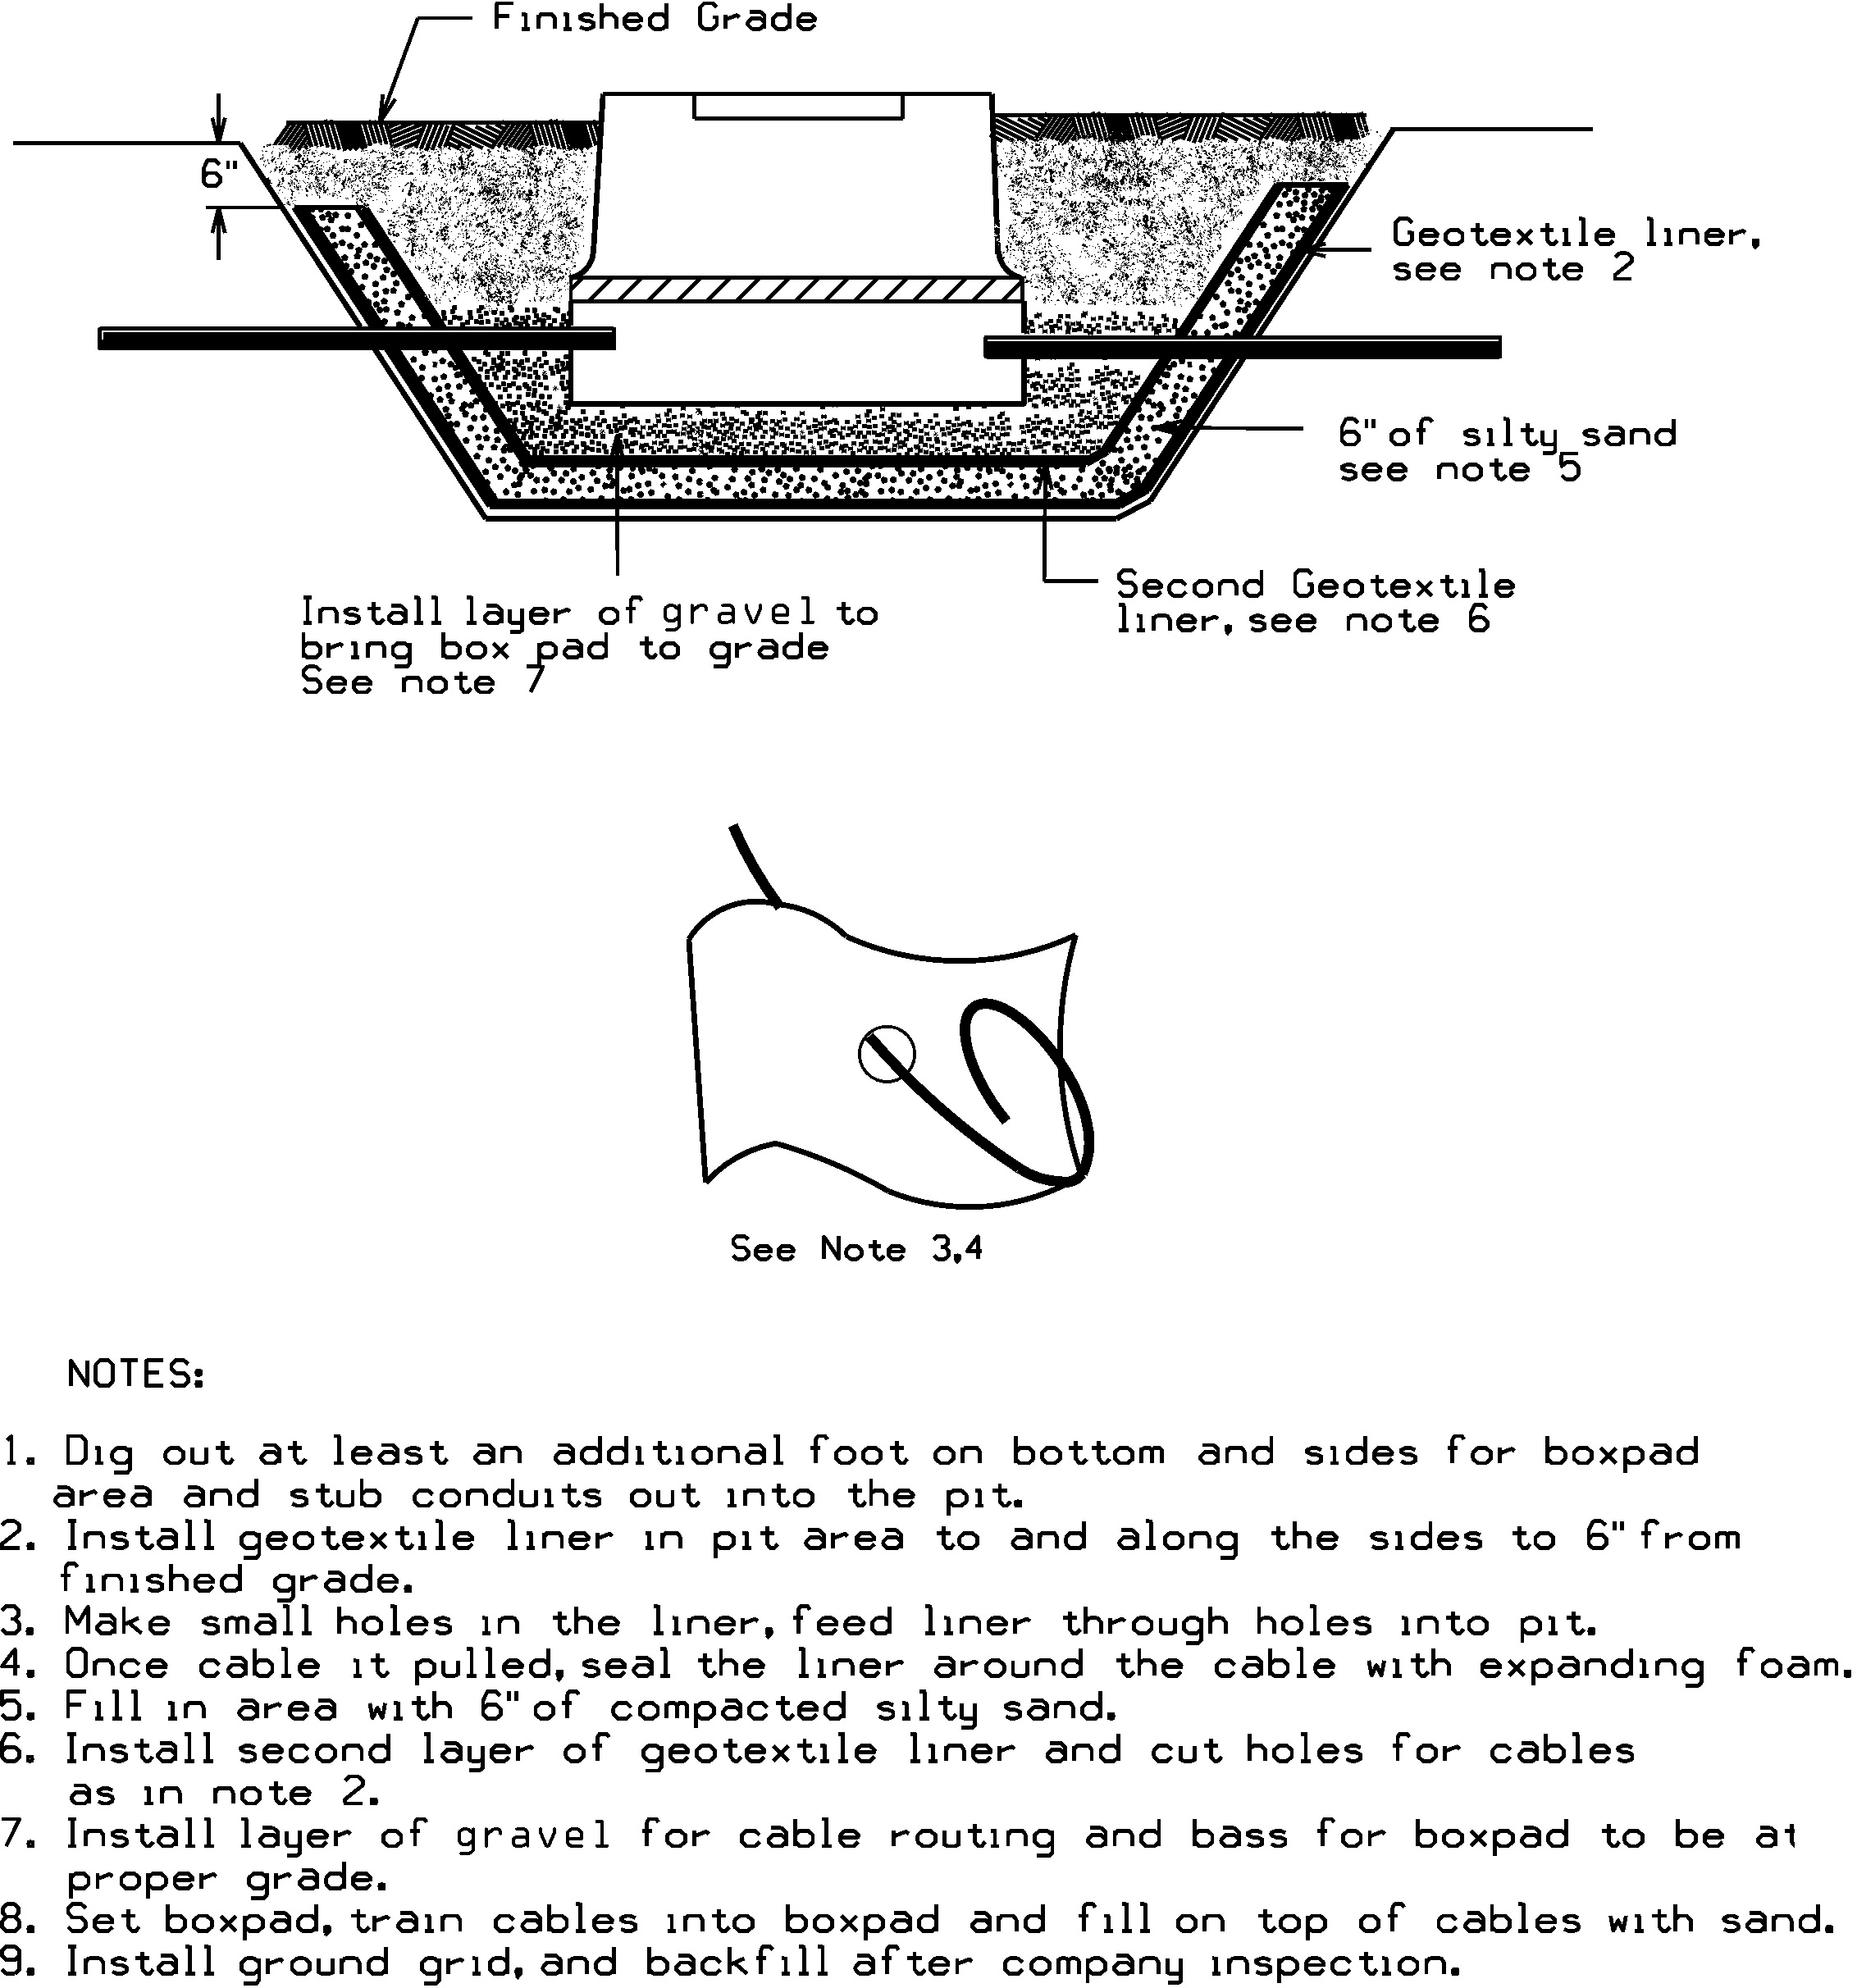 Finished Grade
6"
Geotextile liner,
see note 2
6" of silty sand
see note 5
Second Geotextile
liner, see note 6
Install layer of gravel to
bring box pad to grade
See note 7
See Note 3,4
NOTES:
1. Dig out at least an additional foot on bottom and sides for boxpad
area and stub conduits out into the pit.
2. Install geotextile liner in pit area to and along the sides to 6" from
finished grade.
3. Make small holes in the liner, feed liner through holes into pit.
4. Once cable it pulled, seal the liner around the cable with expanding foam.
5. Fill in area with 6" of compacted silty sand.
6. Install second layer of geotextile liner and cut holes for cables
as in note 2.
7. Install layer of gravel for cable routing and bass for boxpad to be at
proper grade.
8. Set boxpad, train cables into boxpad and fill on top of cables with sand.
9. Install ground grid, and backfill after company inspection.